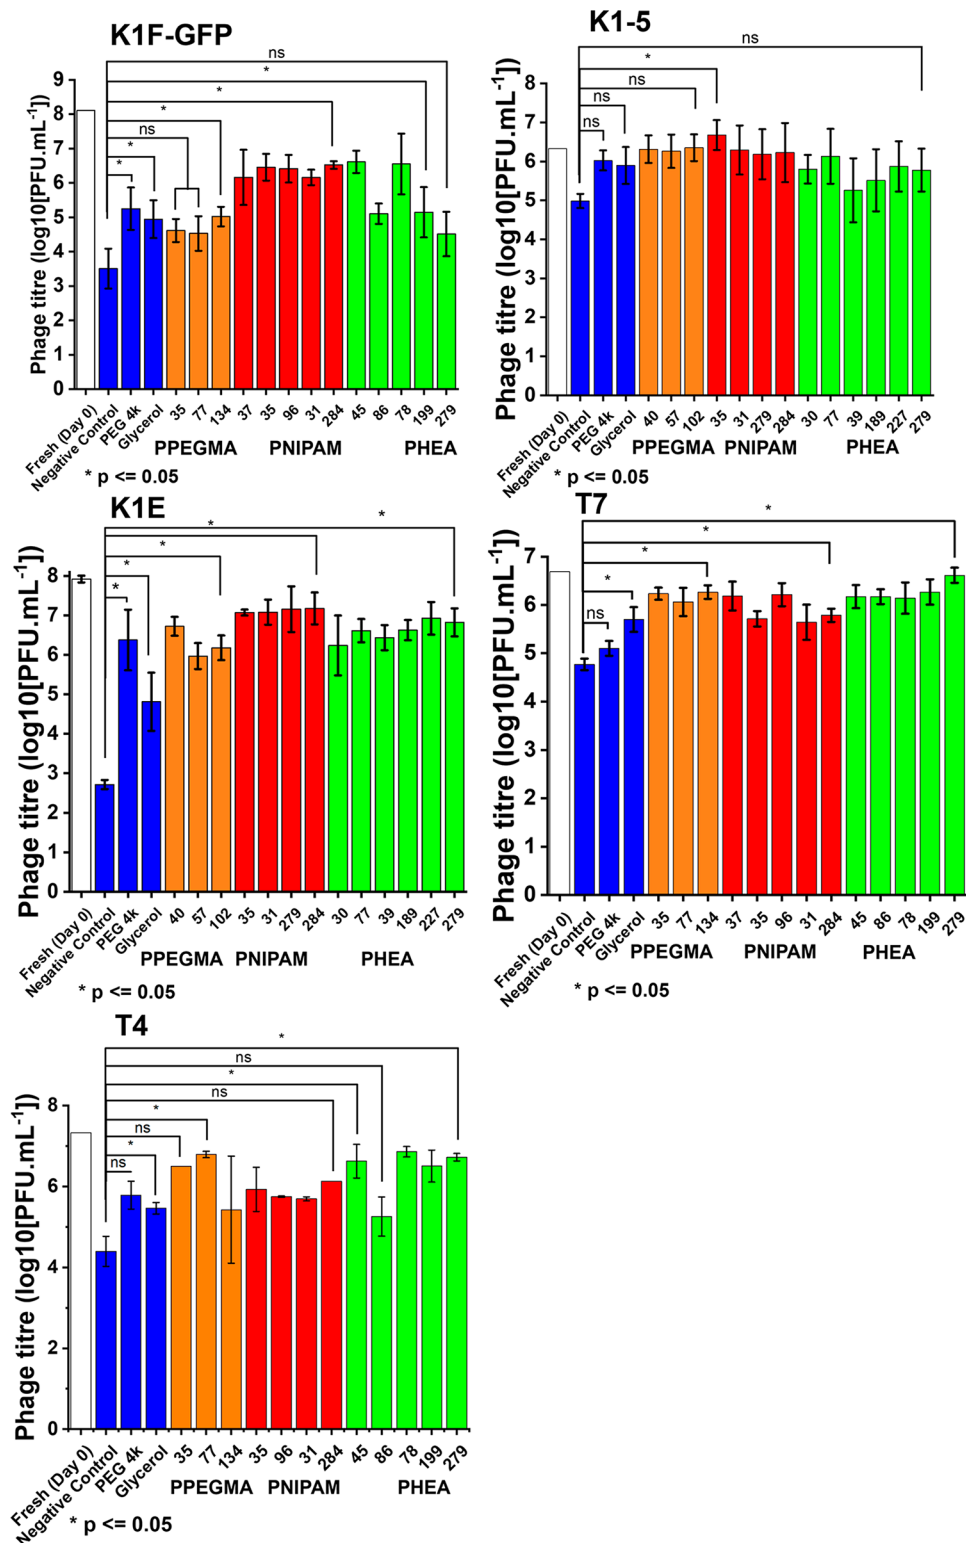 K1F-GFP
ns
*
*
*
ns
*
*
Phage titre (log10[PFU.mL-1])
9
8
7
6
5
4
3
2
1
0
Fresh (Day 0)
Negative Control
PEG 4k
Glycerol
35 77 134 37 35 96 31 284 45 86 78 199 279
PPEGMA PNIPAM PHEA
* p <= 0.05
K1-5
ns
*
ns
ns
ns
Phage titre (log10[PFU.mL-1])
8
7
6
5
4
3
2
1
0
Fresh (Day 0)
Negative Control
PEG 4k
Glycerol
40 57 102 35 31 279 284 30 77 39 189 227 279
PPEGMA PNIPAM PHEA
* p <= 0.05
K1E
*
*
*
*
*
Phage titre (log10[PFU.mL-1])
8
7
6
5
4
3
2
1
0
Fresh (Day 0)
Negative Control
PEG 4k
Glycerol
40 57 102 35 31 279 284 30 77 39 189 227 279
PPEGMA PNIPAM PHEA
* p <= 0.05
T7
*
*
*
*
ns
Phage titre (log10[PFU.mL-1])
7
6
5
4
3
2
1
0
Fresh (Day 0)
Negative Control
PEG 4k
Glycerol
35 77 134 37 35 96 31 284 45 86 78 199 279
PPEGMA PNIPAM PHEA
* p <= 0.05
T4
*
ns
*
ns
*
ns
*
ns
Phage titre (log10[PFU.mL-1])
8
7
6
5
4
3
2
1
0
Fresh (Day 0)
Negative Control
PEG 4k
Glycerol
35 77 134 35 96 31 284 45 86 78 199 279
PPEGMA PNIPAM PHEA
* p <= 0.05